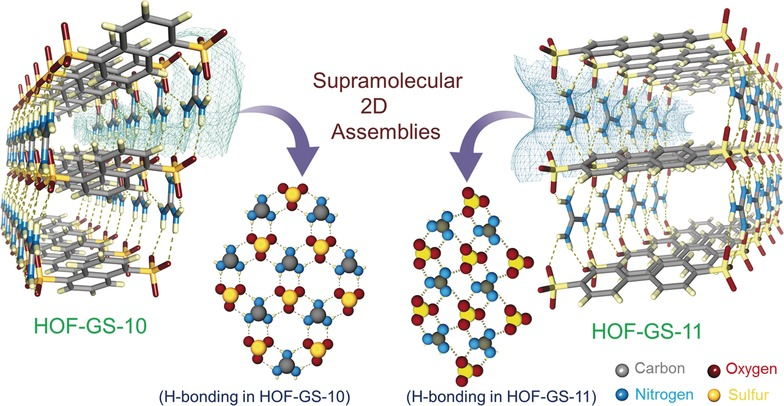 Supramolecular
2D
Assemblies
HOF-GS-10
HOF-GS-11
(H-bonding in HOF-GS-10)
(H-bonding in HOF-GS-11)
Carbon
Oxygen
Nitrogen
Sulfur